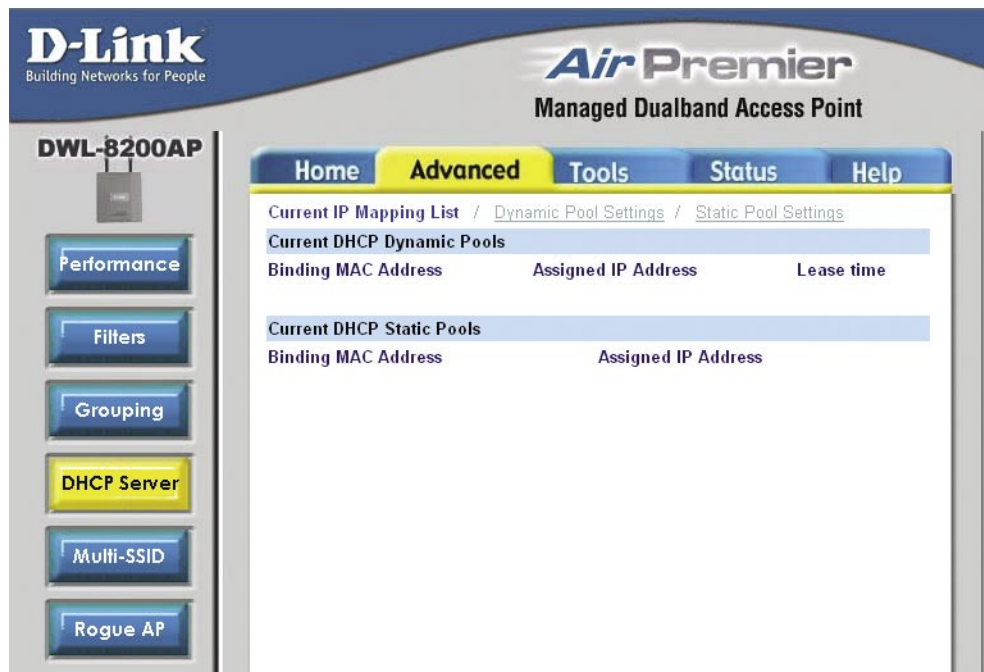 D-Link
Building Networks for People
Air Premier
Managed Dualband Access Point
DWL-8200AP
Home Advanced Tools Status Help
Current IP Mapping List / Dynamic Pool Settings / Static Pool Settings
Current DHCP Dynamic Pools
Binding MAC Address Assigned IP Address Lease time
Current DHCP Static Pools
Binding MAC Address Assigned IP Address
Performance
Filters
Grouping
DHCP Server
Multi-SSID
Rogue AP